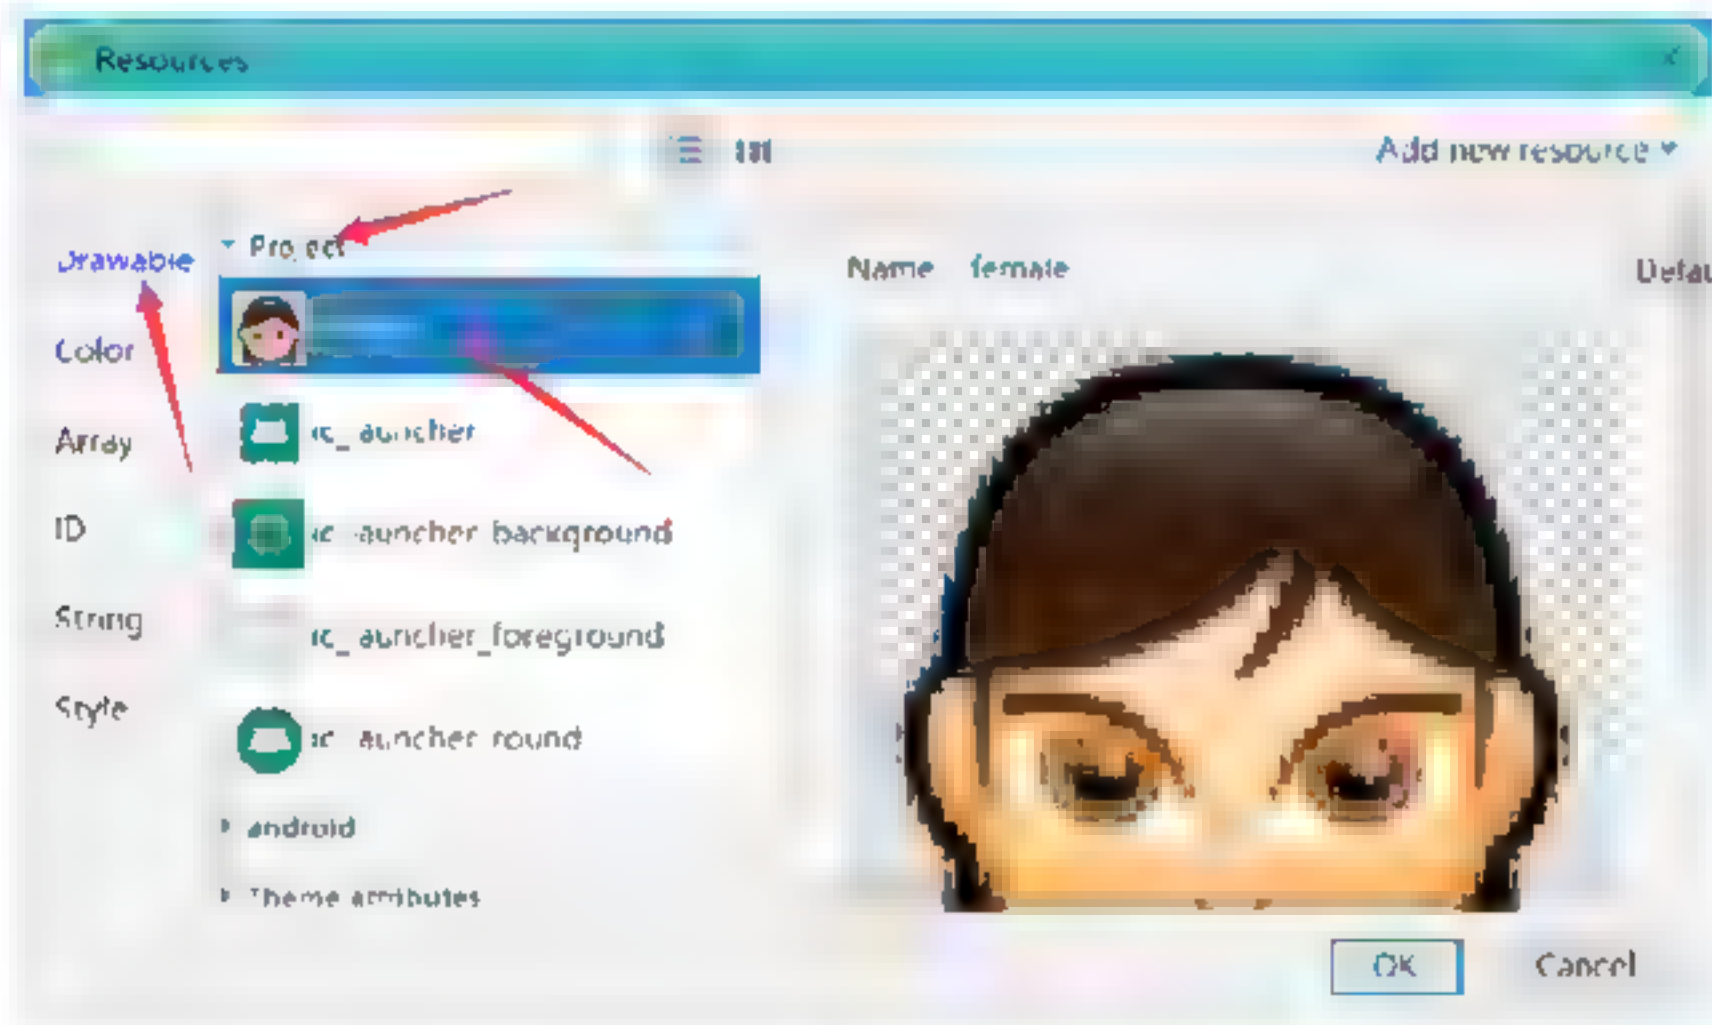 Resources
Add new resource
Drawable
Color
Array
ID
String
Style
Project
ic_launcher
ic_launcher_background
ic_launcher_foreground
ic_launcher_round
android
Theme attributes
Name female
OK Cancel